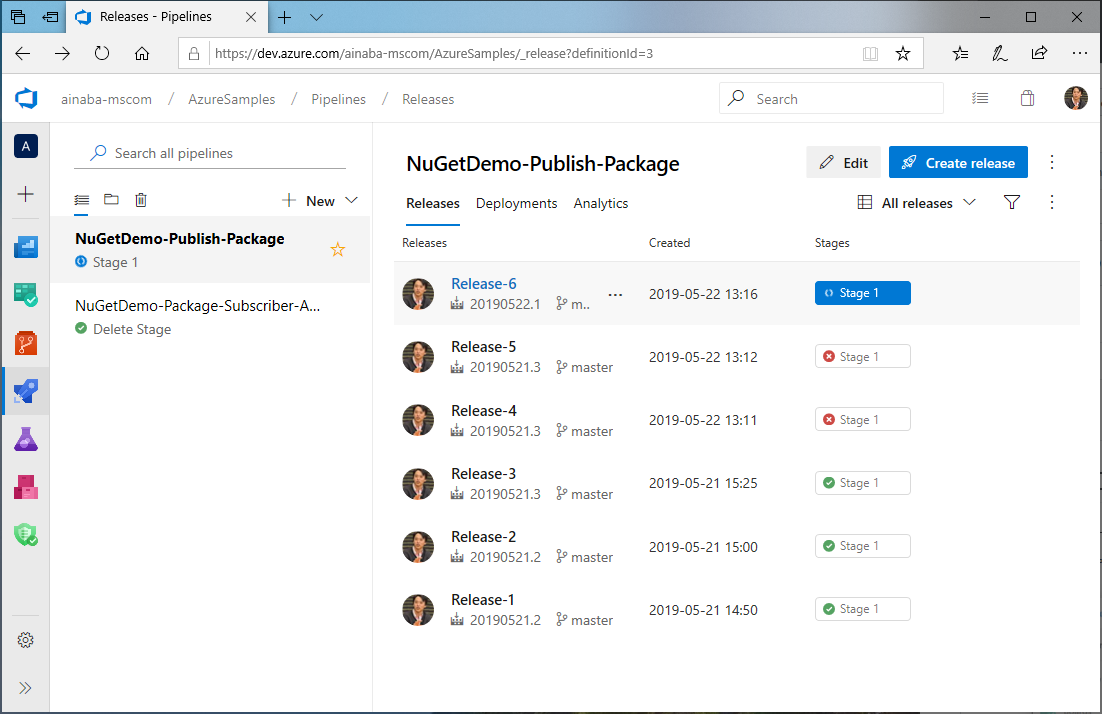 Releases - Pipelines
https://dev.azure.com/ainaba-mscom/AzureSamples/_release?definitionId=3
ainaba-mscom / AzureSamples / Pipelines / Releases
Search
A
Search all pipelines
New
NuGetDemo-Publish-Package
Stage 1
NuGetDemo-Package-Subscriber-A...
Delete Stage
NuGetDemo-Publish-Package
Edit
Create release
Releases Deployments Analytics
All releases
Releases Created Stages
Release-6
20190522.1 m..
2019-05-22 13:16
Stage 1
Release-5
20190521.3 master
2019-05-22 13:12
Stage 1
Release-4
20190521.3 master
2019-05-22 13:11
Stage 1
Release-3
20190521.3 master
2019-05-21 15:25
Stage 1
Release-2
20190521.2 master
2019-05-21 15:00
Stage 1
Release-1
20190521.2 master
2019-05-21 14:50
Stage 1